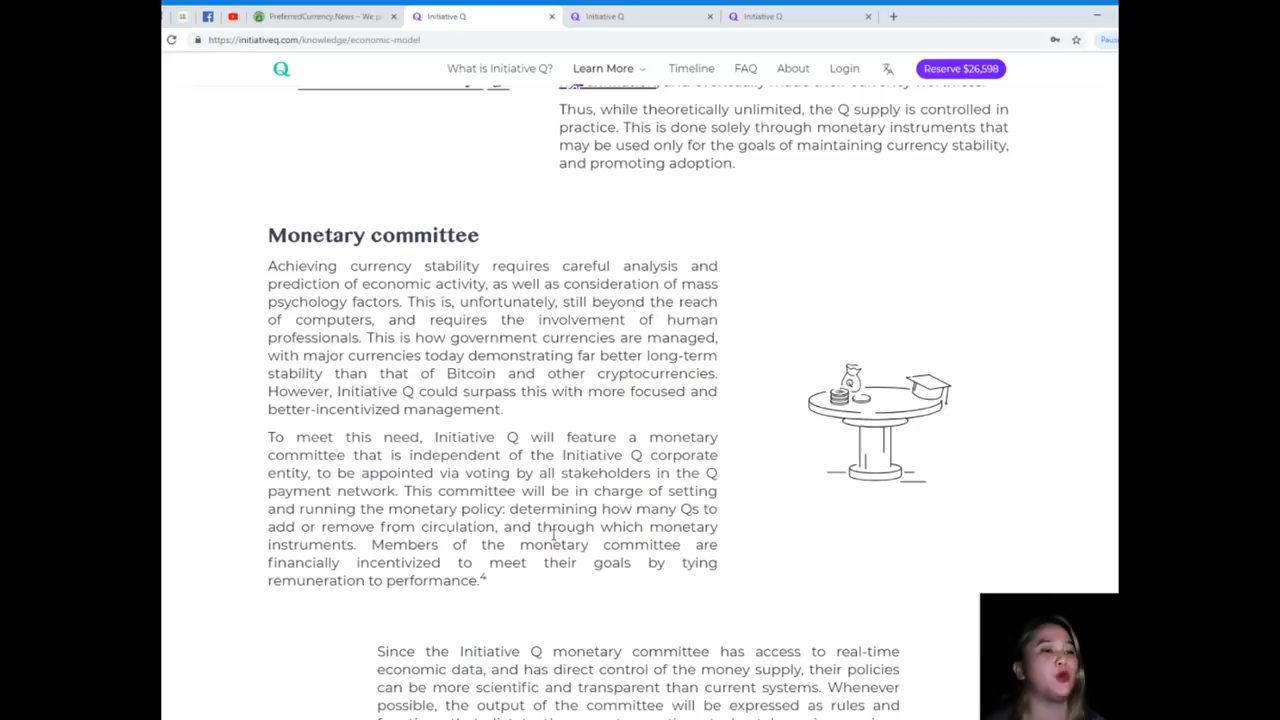 PreferredCurrency.News – We pl
Initiative Q
Initiative Q
Initiative Q
https://initiativeq.com/knowledge/economic-model
Paus
Q
What is Initiative Q?
Learn More
Timeline
FAQ
About
Login
Reserve $26,598
Thus, while theoretically unlimited, the Q supply is controlled in
practice. This is done solely through monetary instruments that
may be used only for the goals of maintaining currency stability,
and promoting adoption.
Monetary committee
Achieving currency stability requires careful analysis and
prediction of economic activity, as well as consideration of mass
psychology factors. This is, unfortunately, still beyond the reach
of computers, and requires the involvement of human
professionals. This is how government currencies are managed,
with major currencies today demonstrating far better long-term
stability than that of Bitcoin and other cryptocurrencies.
However, Initiative Q could surpass this with more focused and
better-incentivized management.
To meet this need, Initiative Q will feature a monetary
committee that is independent of the Initiative Q corporate
entity, to be appointed via voting by all stakeholders in the Q
payment network. This committee will be in charge of setting
and running the monetary policy: determining how many Qs to
add or remove from circulation, and through which monetary
instruments. Members of the monetary committee are
financially incentivized to meet their goals by tying
remuneration to performance.4
Since the Initiative Q monetary committee has access to real-time
economic data, and has direct control of the money supply, their policies
can be more scientific and transparent than current systems. Whenever
possible, the output of the committee will be expressed as rules and